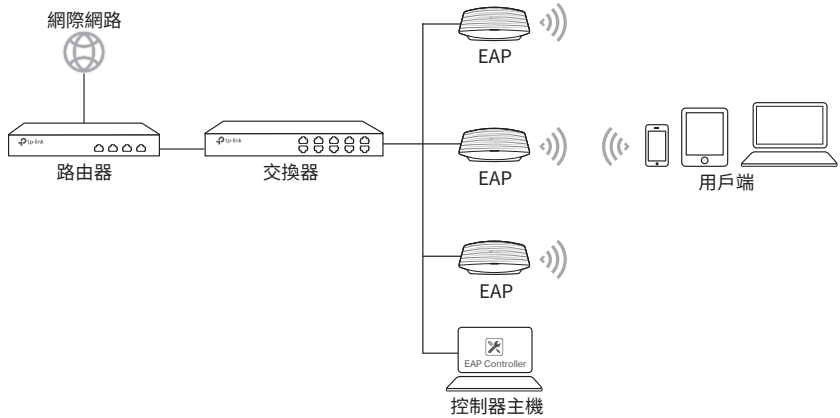 網際網路
EAP
tp-link
tp-link
路由器
交換器
EAP
用戶端
EAP
EAP Controller
控制器主機